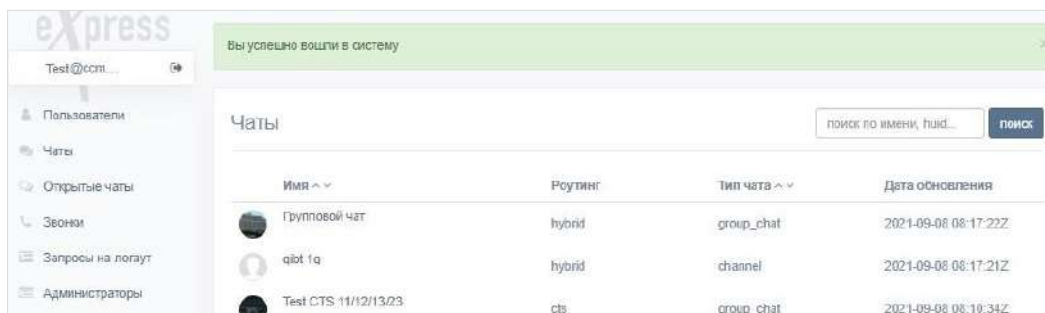 eXpress
Вы успешно вошли в систему
Test@ccm...
Пользователи
Чаты
Открытые чаты
Звонки
Запросы на логаут
Администраторы
Чаты
поиск по имени, huid...
поиск
Имя
Роутинг
Тип чата
Дата обновления
Групповой чат
hybrid
group_chat
2021-09-08 08:17:22Z
qibt 1q
hybrid
channel
2021-09-08 08:17:21Z
Test CTS 11/12/13/23
cts
group_chat
2021-09-08 08:10:34Z